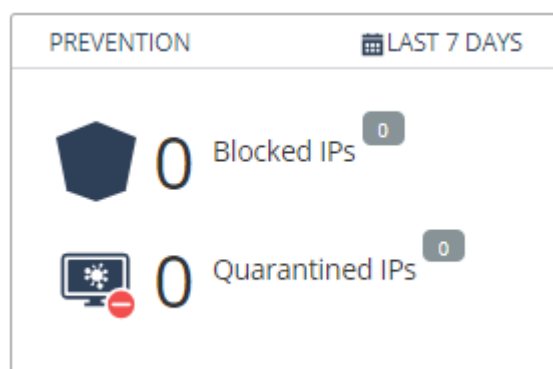 PREVENTION LAST 7 DAYS
0 Blocked IPs 0
0 Quarantined IPs 0